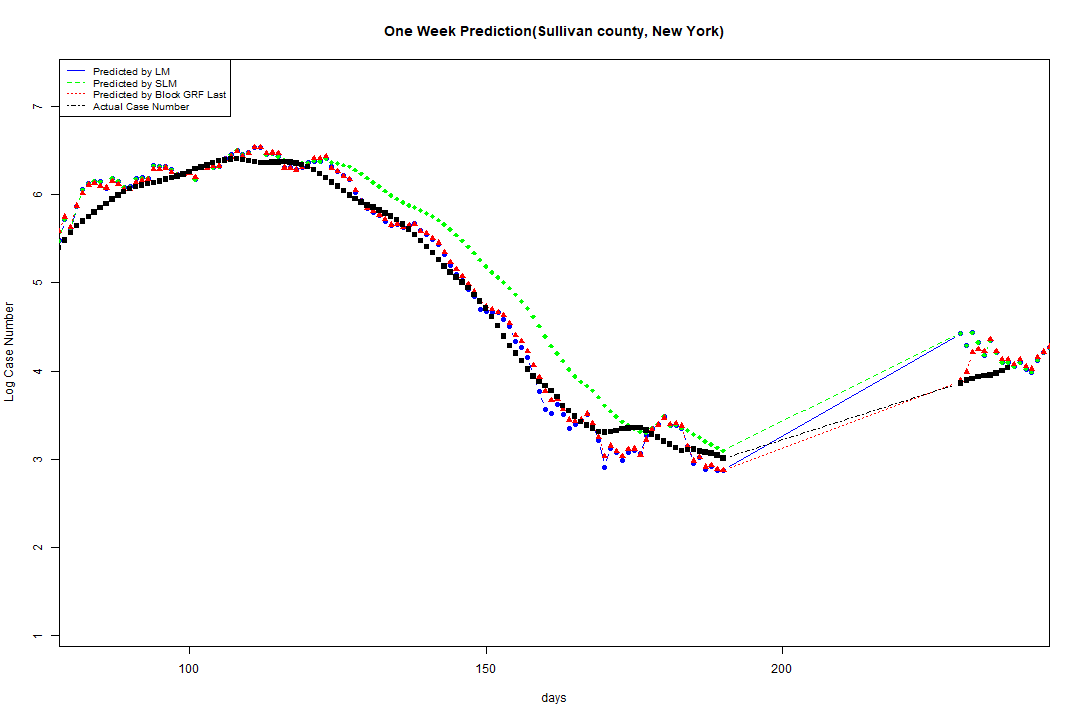 One Week Prediction(Sullivan county, New York)
Predicted by LM
Predicted by SLM
Predicted by Block GRF Last
Actual Case Number
7
6
5
4
3
2
1
Log Case Number
100
150
200
days